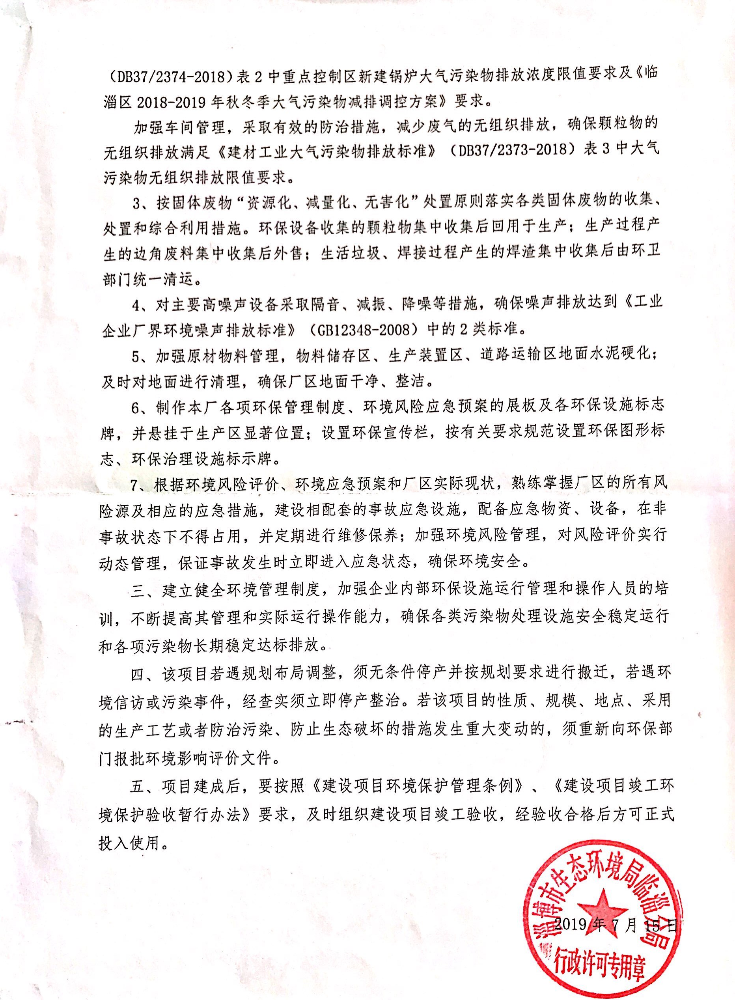 （DB37/2374-2018）表 2 中重点控制区新建锅炉大气污染物排放浓度限值要求及《临
淄区 2018-2019 年秋冬季大气污染物减排调控方案》要求。
加强车间管理，采取有效的防治措施，减少废气的无组织排放，确保颗粒物的
无组织排放满足《建材工业大气污染物排放标准》（DB37/2373-2018）表 3 中大气
污染物无组织排放限值要求。
3、按固体废物“资源化、减量化、无害化”处置原则落实各类固体废物的收集、
处置和综合利用措施。环保设备收集的颗粒物集中收集后回用于生产；生产过程产
生的边角废料集中收集后外售；生活垃圾、焊接过程产生的焊渣集中收集后由环卫
部门统一清运。
4、对主要高噪声设备采取隔音、减振、降噪等措施，确保噪声排放达到《工业
企业厂界环境噪声排放标准》（GB12348-2008）中的 2 类标准。
5、加强原材物料管理，物料储存区、生产装置区、道路运输区地面水泥硬化；
及时对地面进行清理，确保厂区地面干净、整洁。
6、制作本厂各项环保管理制度、环境风险应急预案的展板及各环保设施标志
牌，并悬挂于生产区显著位置；设置环保宣传栏，按有关要求规范设置环保图形标
志、环保治理设施标示牌。
7、根据环境风险评价、环境应急预案和厂区实际现状，熟练掌握厂区的所有风
险源及相应的应急措施，建设相配套的事故应急设施，配备应急物资、设备，在非
事故状态下不得占用，并定期进行维修保养；加强环境风险管理，对风险评价实行
动态管理，保证事故发生时立即进入应急状态，确保环境安全。
三、建立健全环境管理制度，加强企业内部环保设施运行管理和操作人员的培
训，不断提高其管理和实际运行操作能力，确保各类污染物处理设施安全稳定运行
和各项污染物长期稳定达标排放。
四、该项目若遇规划布局调整，须无条件停产并按规划要求进行搬迁，若遇环
境信访或污染事件，经查实须立即停产整治。若该项目的性质、规模、地点、采用
的生产工艺或者防治污染、防止生态破坏的措施发生重大变动的，须重新向环保部
门报批环境影响评价文件。
五、项目建成后，要按照《建设项目环境保护管理条例》、《建设项目竣工环
境保护验收暂行办法》要求，及时组织建设项目竣工验收，经验收合格后方可正式
投入使用。
淄博市生态环境局临淄分局
2019 年 7 月 15 日
行政许可专用章